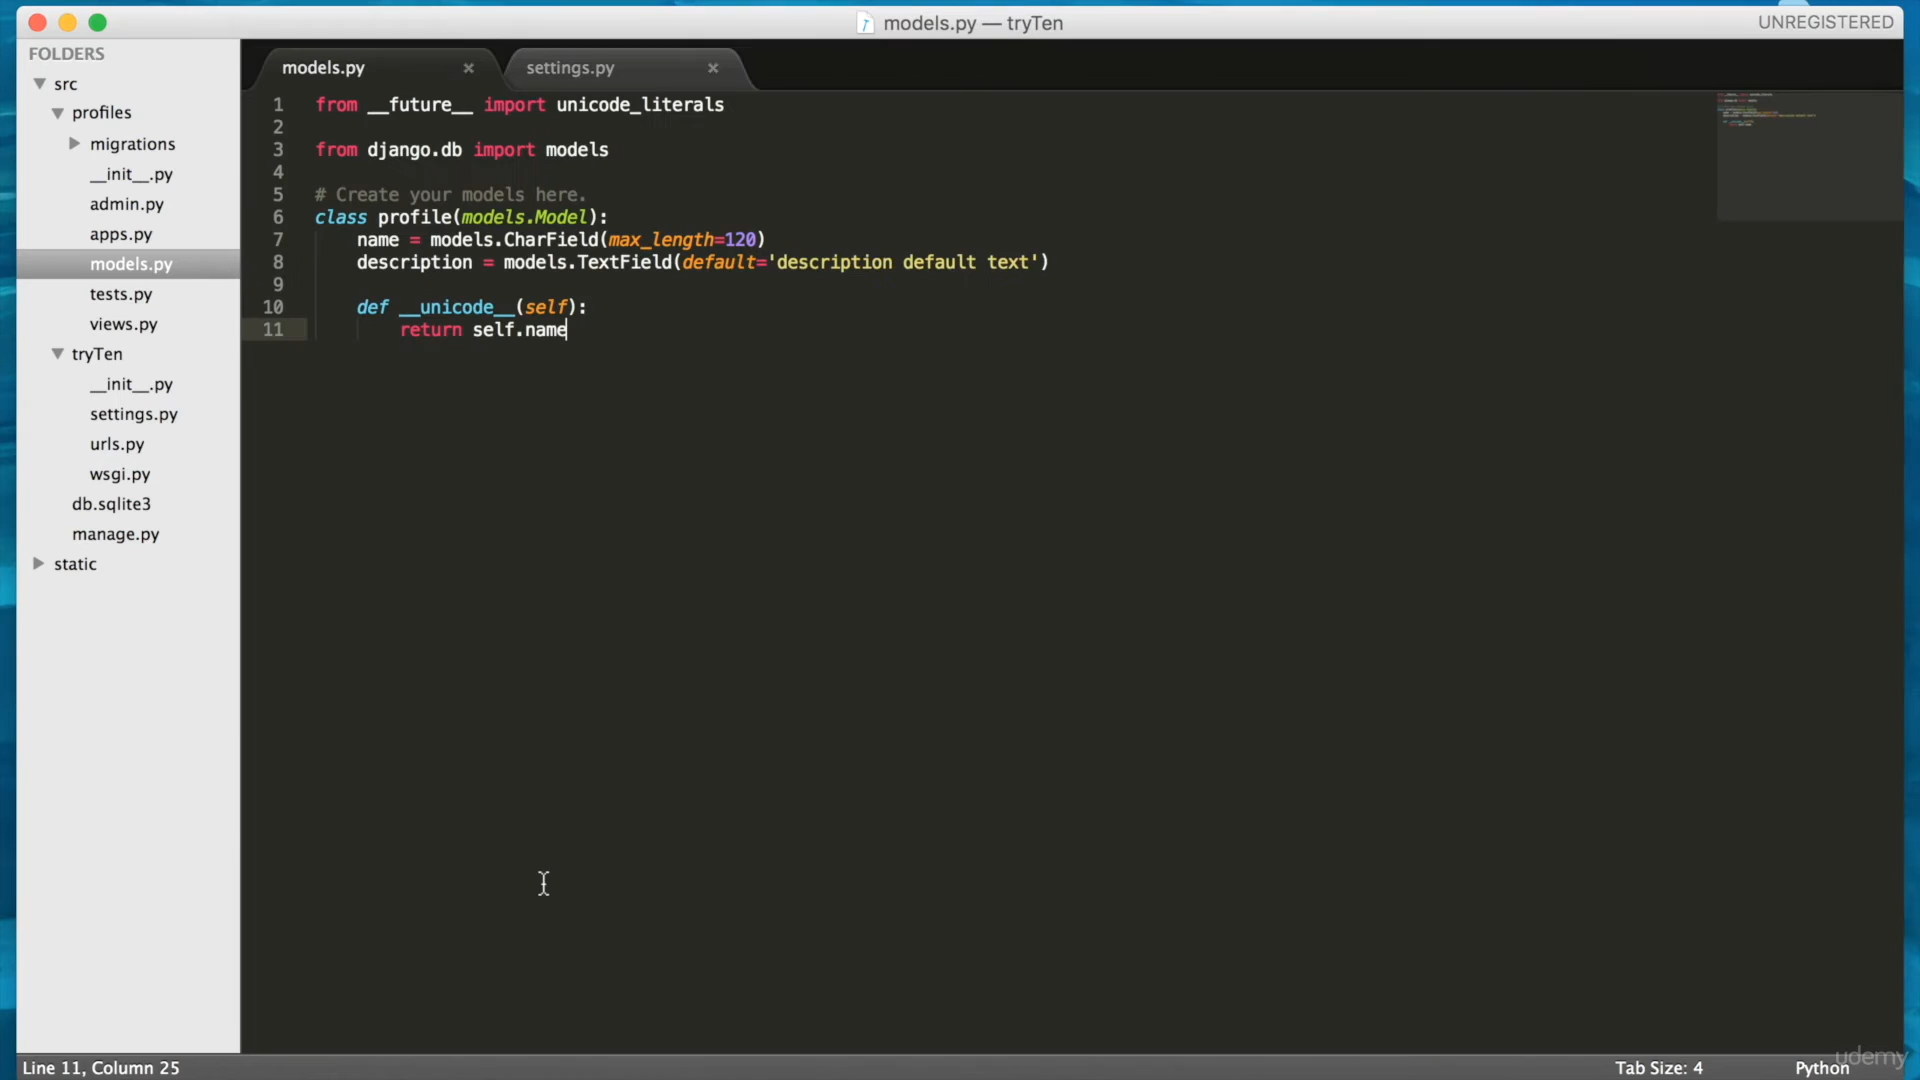 models.py — tryTen
UNREGISTERED
FOLDERS
src
profiles
migrations
__init__.py
admin.py
apps.py
models.py
tests.py
views.py
tryTen
__init__.py
settings.py
urls.py
wsgi.py
db.sqlite3
manage.py
static
models.py
settings.py
1 from __future__ import unicode_literals
2
3 from django.db import models
4
5 # Create your models here.
6 class profile(models.Model):
7 name = models.CharField(max_length=120)
8 description = models.TextField(default='description default text')
9
10 def __unicode__(self):
11 return self.name
Line 11, Column 25
Tab Size: 4
Python
udemy